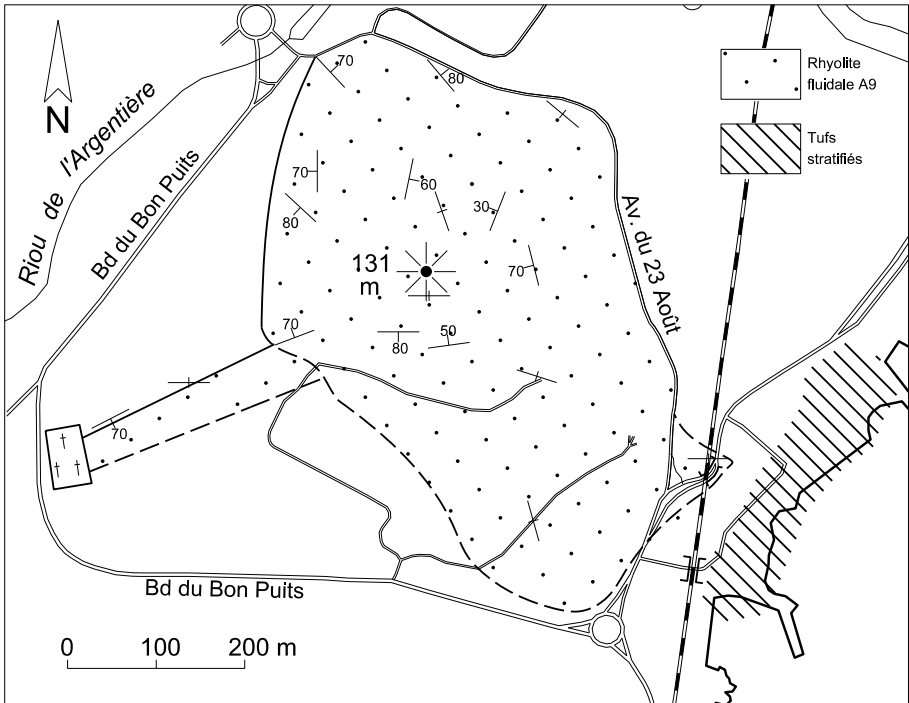 N
Riou de l'Argentière
Bd du Bon Puits
Rhyolite
fluidale A9
Tufs
stratifiés
70
80
70
60
80
30
131
m
70
Av. du 23 Août
70
50
80
70
Bd du Bon Puits
0 100 200 m